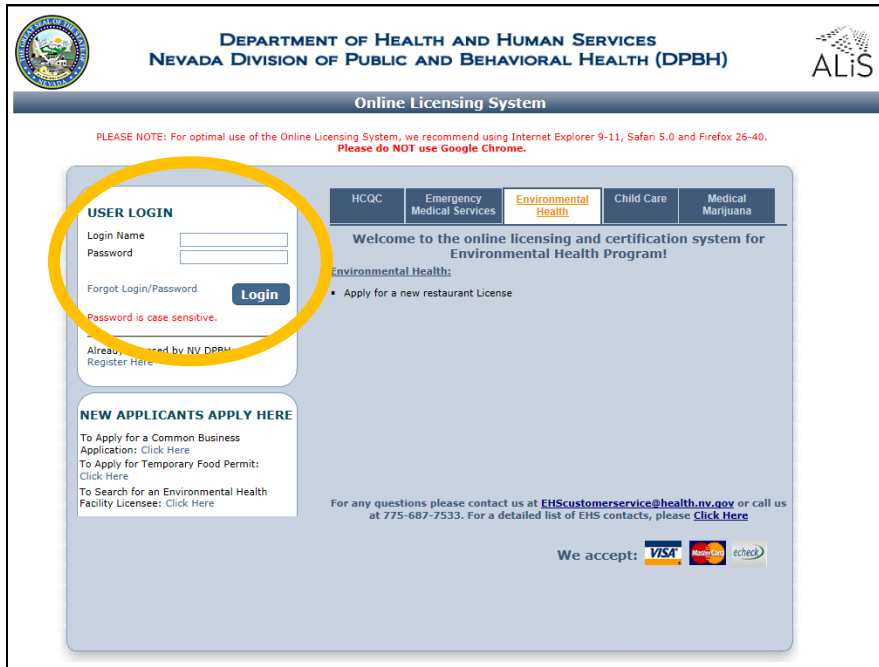 DEPARTMENT OF HEALTH AND HUMAN SERVICES
NEVADA DIVISION OF PUBLIC AND BEHAVIORAL HEALTH (DPBH)
ALiS
Online Licensing System
PLEASE NOTE: For optimal use of the Online Licensing System, we recommend using Internet Explorer 9-11, Safari 5.0 and Firefox 26-40.
Please do NOT use Google Chrome.
USER LOGIN
Login Name
Password
Forgot Login/Password
Login
Password is case sensitive.
Already by NV DPBH
Register Here
NEW APPLICANTS APPLY HERE
To Apply for a Common Business
Application: Click Here
To Apply for Temporary Food Permit:
Click Here
To Search for an Environmental Health
Facility Licensee: Click Here
HCQC
Emergency
Medical Services
Environmental
Health
Child Care
Medical
Marijuana
Welcome to the online licensing and certification system for
Environmental Health Program!
Environmental Health:
▪ Apply for a new restaurant License
For any questions please contact us at EHScustomerservice@health.nv.gov or call us
at 775-687-7533. For a detailed list of EHS contacts, please Click Here
We accept: VISA MasterCard echeck